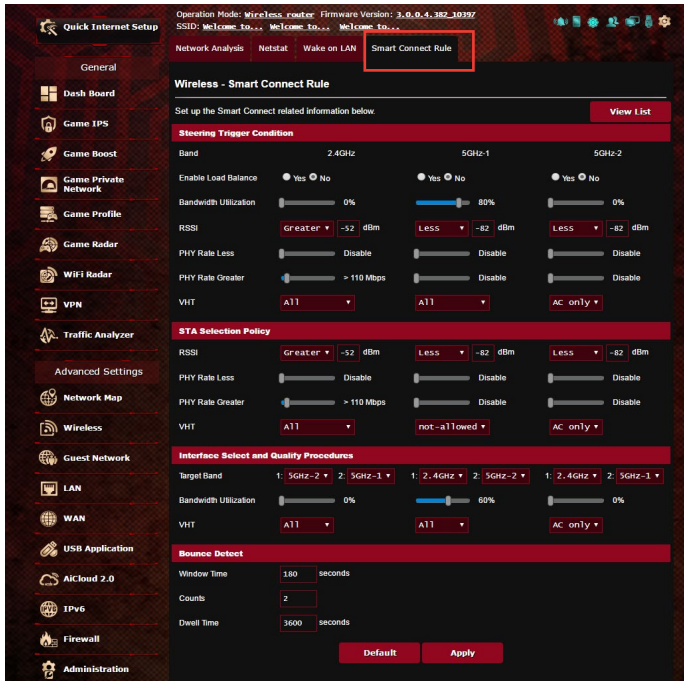 Quick Internet Setup
General
Dash Board
Game IPS
Game Boost
Game Private
Network
Game Profile
Game Radar
WiFi Radar
VPN
Traffic Analyzer
Advanced Settings
Network Map
Wireless
Guest Network
LAN
WAN
USB Application
AiCloud 2.0
IPv6
Firewall
Administration
Operation Mode: Wireless router Firmware Version: 3.0.0.4.382_10397
SSID: Welcome to... Welcome to... Welcome to...
Network Analysis Netstat Wake on LAN Smart Connect Rule
Wireless - Smart Connect Rule
Set up the Smart Connect related information below. View List
Steering Trigger Condition
Band 2.4GHz 5GHz-1 5GHz-2
Enable Load Balance Yes No Yes No Yes No
Bandwidth Utilization 0% 80% 0%
RSSI Greater -52 dBm Less -82 dBm Less -82 dBm
PHY Rate Less Disable Disable Disable
PHY Rate Greater > 110 Mbps Disable Disable
VHT All All AC only
STA Selection Policy
RSSI Greater -52 dBm Less -82 dBm Less -82 dBm
PHY Rate Less Disable Disable Disable
PHY Rate Greater > 110 Mbps Disable Disable
VHT All not-allowed AC only
Interface Select and Qualify Procedures
Target Band 1: 5GHz-2 2: 5GHz-1 1: 2.4GHz 2: 5GHz-2 1: 2.4GHz 2: 5GHz-1
Bandwidth Utilization 0% 60% 0%
VHT All All AC only
Bounce Detect
Window Time 180 seconds
Counts 2
Dwell Time 3600 seconds
Default Apply